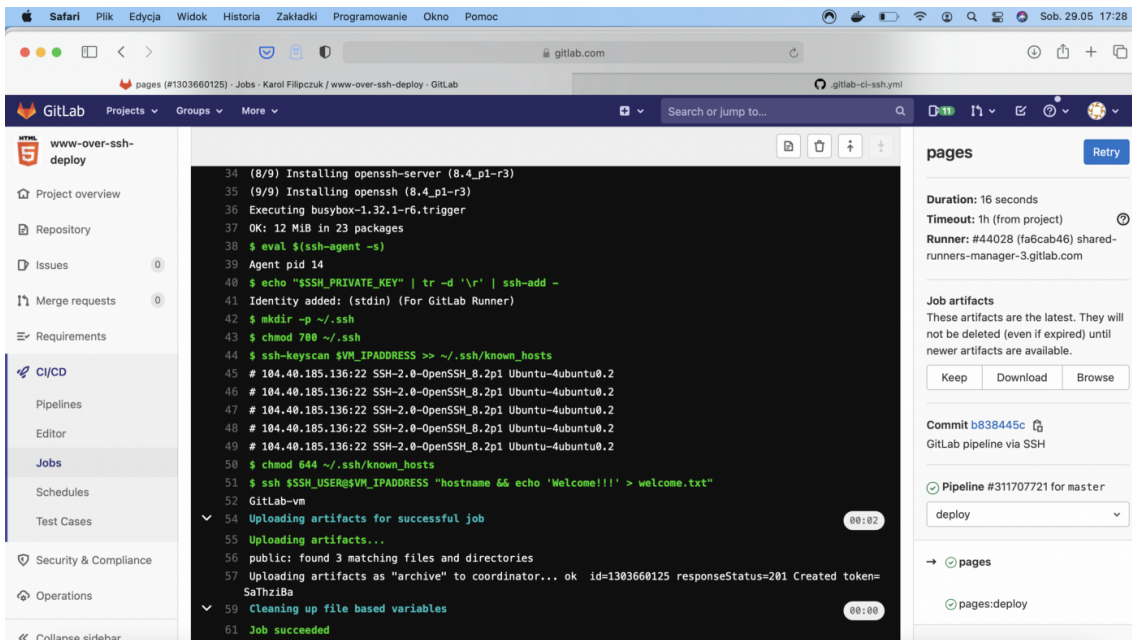 Safari Plik Edycja Widok Historia Zakładki Programowanie Okno Pomoc Sob. 29.05 17:28
gitlab.com
pages (#1303660125) · Jobs · Karol Filipczuk / www-over-ssh-deploy · GitLab
.gitlab-ci-ssh.yml
GitLab Projects Groups More Search or jump to... 11
HTML 5
www-over-ssh-
deploy
Project overview
Repository
Issues 0
Merge requests 0
Requirements
CI/CD
Pipelines
Editor
Jobs
Schedules
Test Cases
Security & Compliance
Operations
Collapse sidebar
34 (8/9) Installing openssh-server (8.4_p1-r3)
35 (9/9) Installing openssh (8.4_p1-r3)
36 Executing busybox-1.32.1-r6.trigger
37 OK: 12 MiB in 23 packages
38 $ eval $(ssh-agent -s)
39 Agent pid 14
40 $ echo "$SSH_PRIVATE_KEY" | tr -d '\r' | ssh-add -
41 Identity added: (stdin) (For GitLab Runner)
42 $ mkdir -p ~/.ssh
43 $ chmod 700 ~/.ssh
44 $ ssh-keyscan $VM_IPADDRESS >> ~/.ssh/known_hosts
45 # 104.40.185.136:22 SSH-2.0-OpenSSH_8.2p1 Ubuntu-4ubuntu0.2
46 # 104.40.185.136:22 SSH-2.0-OpenSSH_8.2p1 Ubuntu-4ubuntu0.2
47 # 104.40.185.136:22 SSH-2.0-OpenSSH_8.2p1 Ubuntu-4ubuntu0.2
48 # 104.40.185.136:22 SSH-2.0-OpenSSH_8.2p1 Ubuntu-4ubuntu0.2
49 # 104.40.185.136:22 SSH-2.0-OpenSSH_8.2p1 Ubuntu-4ubuntu0.2
50 $ chmod 644 ~/.ssh/known_hosts
51 $ ssh $SSH_USER@$VM_IPADDRESS "hostname && echo 'Welcome!!!' > welcome.txt"
52 GitLab-vm
54 Uploading artifacts for successful job 00:02
55 Uploading artifacts...
56 public: found 3 matching files and directories
57 Uploading artifacts as "archive" to coordinator... ok id=1303660125 responseStatus=201 Created token=
SaThziBa
59 Cleaning up file based variables 00:00
61 Job succeeded
pages Retry
Duration: 16 seconds
Timeout: 1h (from project)
Runner: #44028 (fa6cab46) shared-
runners-manager-3.gitlab.com
Job artifacts
These artifacts are the latest. They will
not be deleted (even if expired) until
newer artifacts are available.
Keep Download Browse
Commit b838445c
GitLab pipeline via SSH
Pipeline #311707721 for master
deploy
→ pages
pages:deploy